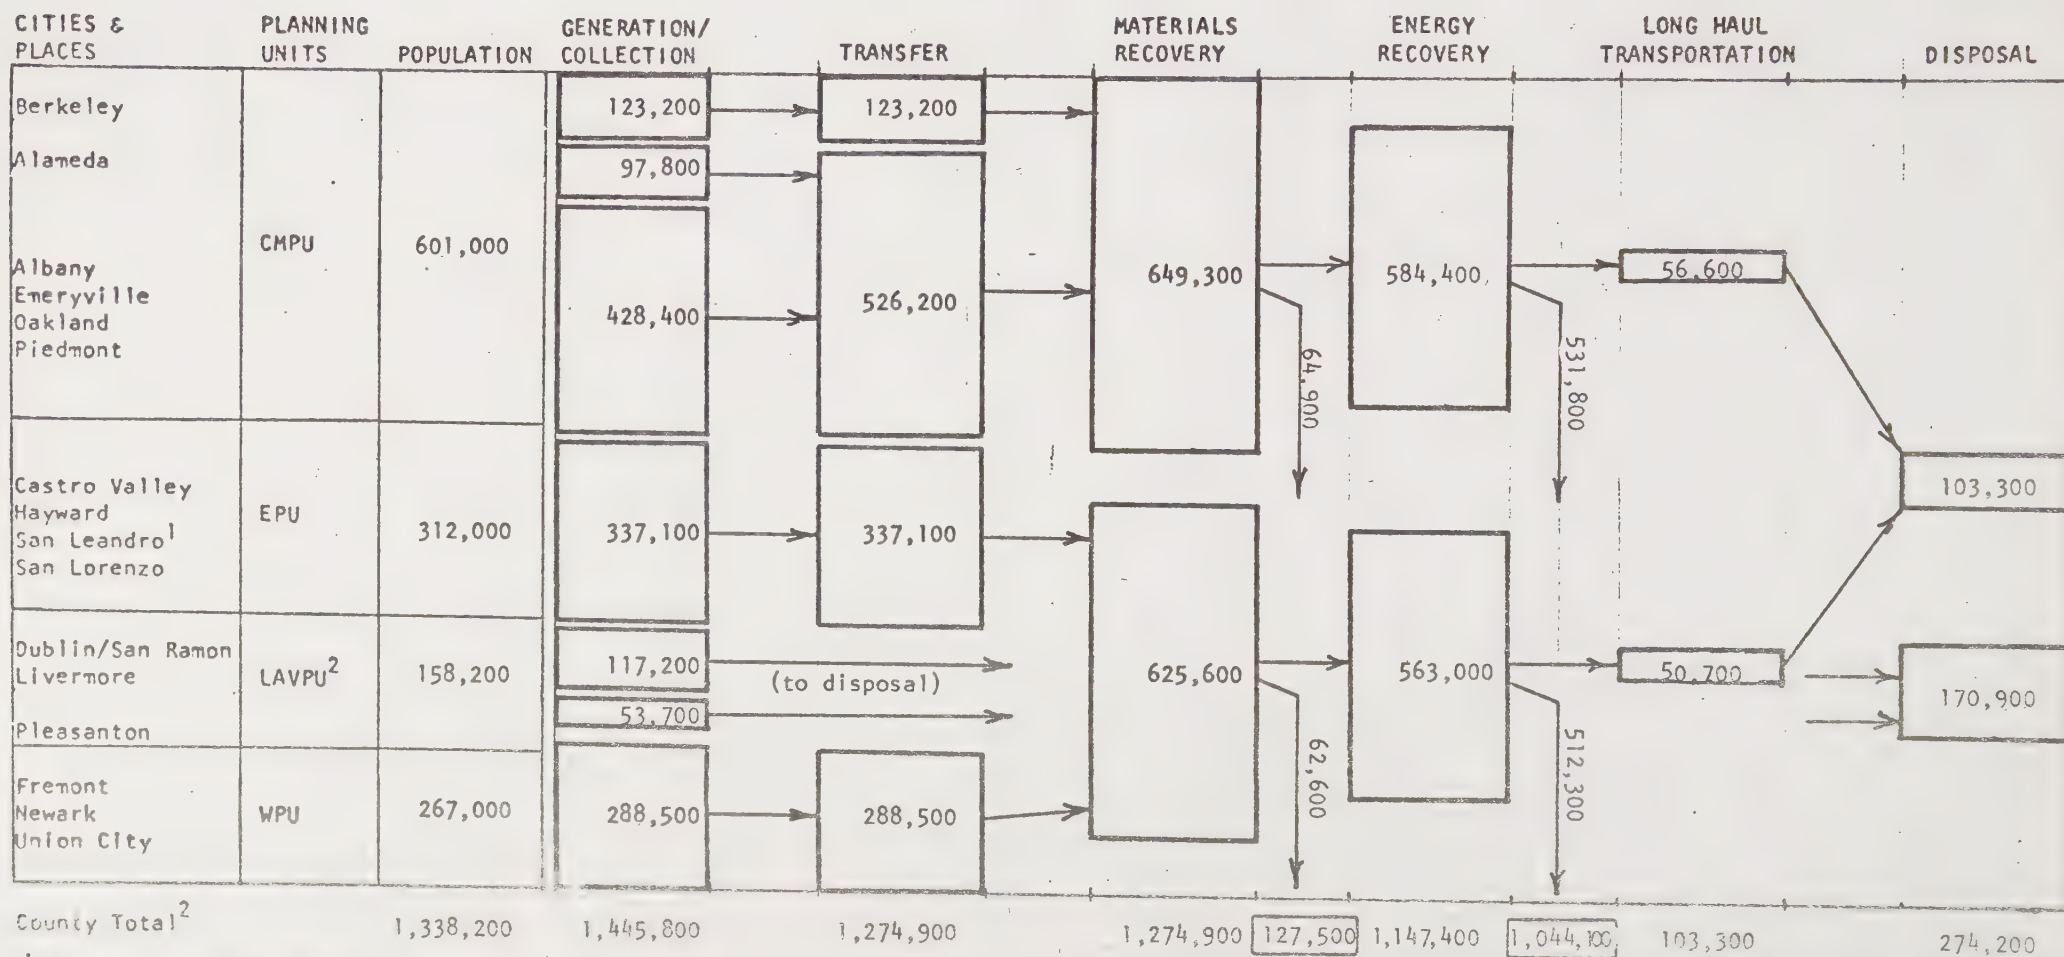 CITIES & PLACES
PLANNING UNITS
POPULATION
GENERATION/ COLLECTION
TRANSFER
MATERIALS RECOVERY
ENERGY RECOVERY
LONG HAUL TRANSPORTATION
DISPOSAL
Berkeley
Alameda
Albany
Emeryville
Oakland
Piedmont
CMPU
601,000
123,200
97,800
428,400
123,200
526,200
649,300
64,900
584,400
531,800
56,600
103,300
Castro Valley
Hayward
San Leandro1
San Lorenzo
EPU
312,000
337,100
337,100
Dublin/San Ramon
Livermore
Pleasanton
LAVPU2
158,200
117,200
53,700
(to disposal)
625,600
62,600
563,000
512,300
50,700
170,900
Fremont
Newark
Union City
WPU
267,000
288,500
288,500
County Total2
1,338,200
1,445,800
1,274,900
1,274,900
127,500
1,147,400
1,044,100
103,300
274,200